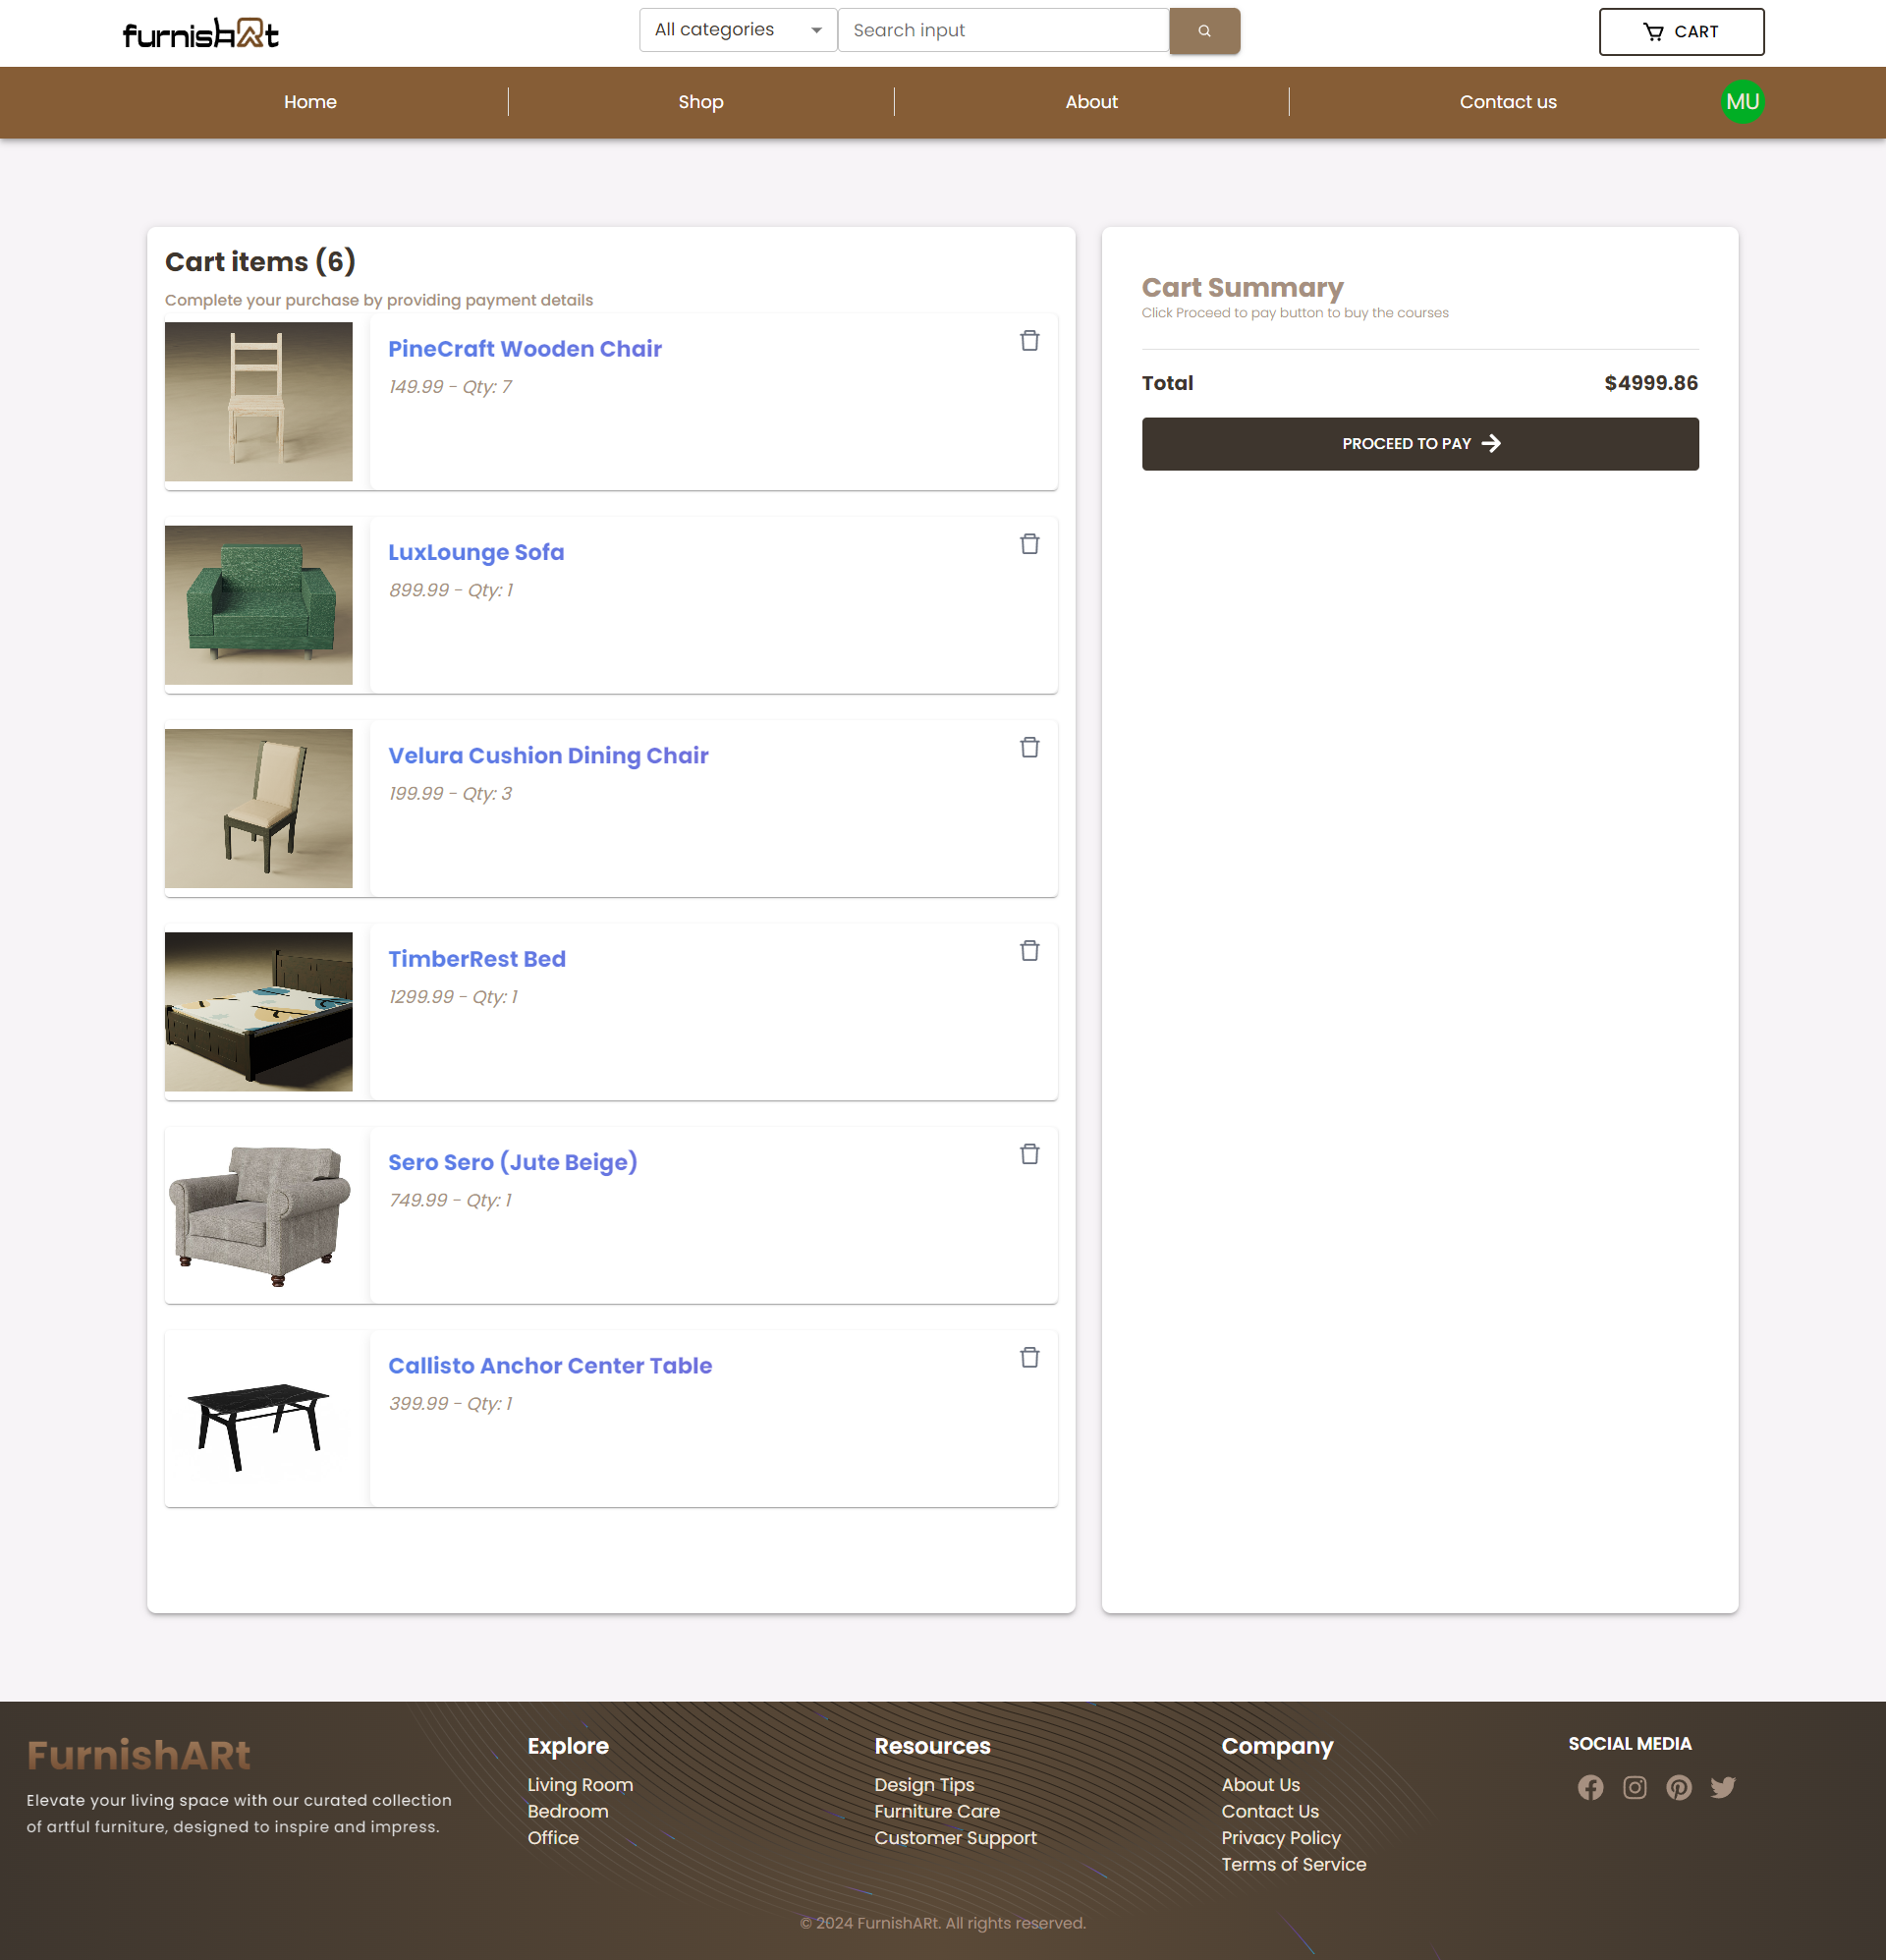 furnishARt
All categories
Search input
CART
Home
Shop
About
Contact us
MU
Cart items (6)
Complete your purchase by providing payment details
PineCraft Wooden Chair
149.99 - Qty: 7
LuxLounge Sofa
899.99 - Qty: 1
Velura Cushion Dining Chair
199.99 - Qty: 3
TimberRest Bed
1299.99 - Qty: 1
Sero Sero (Jute Beige)
749.99 - Qty: 1
Callisto Anchor Center Table
399.99 - Qty: 1
Cart Summary
Click Proceed to pay button to buy the courses
Total $4999.86
PROCEED TO PAY
FurnishARt
Elevate your living space with our curated collection
of artful furniture, designed to inspire and impress.
Explore
Living Room
Bedroom
Office
Resources
Design Tips
Furniture Care
Customer Support
Company
About Us
Contact Us
Privacy Policy
Terms of Service
SOCIAL MEDIA
© 2024 FurnishARt. All rights reserved.